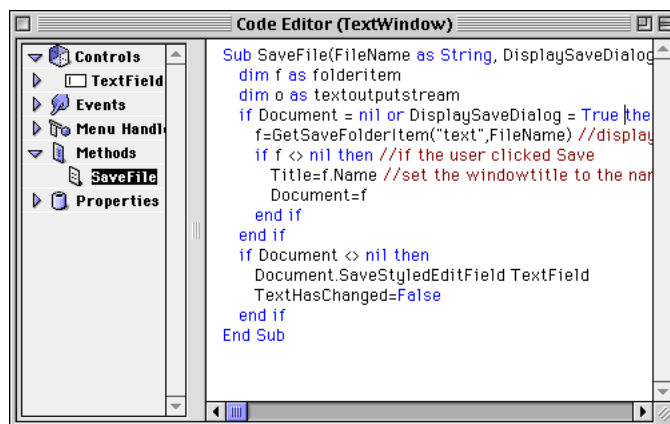 Code Editor (TextWindow)
Controls
TextField
Events
Menu Handl
Methods
SaveFile
Properties
Sub SaveFile(FileName as String, DisplaySaveDialog
dim f as folderitem
dim o as textoutputstream
if Document = nil or DisplaySaveDialog = True the
f=GetSaveFolderItem("text",FileName) //display
if f <> nil then //if the user clicked Save
Title=f.Name //set the windowtitle to the nar
Document=f
end if
end if
if Document <> nil then
Document.SaveStyledEditField TextField
TextHasChanged=False
end if
End Sub